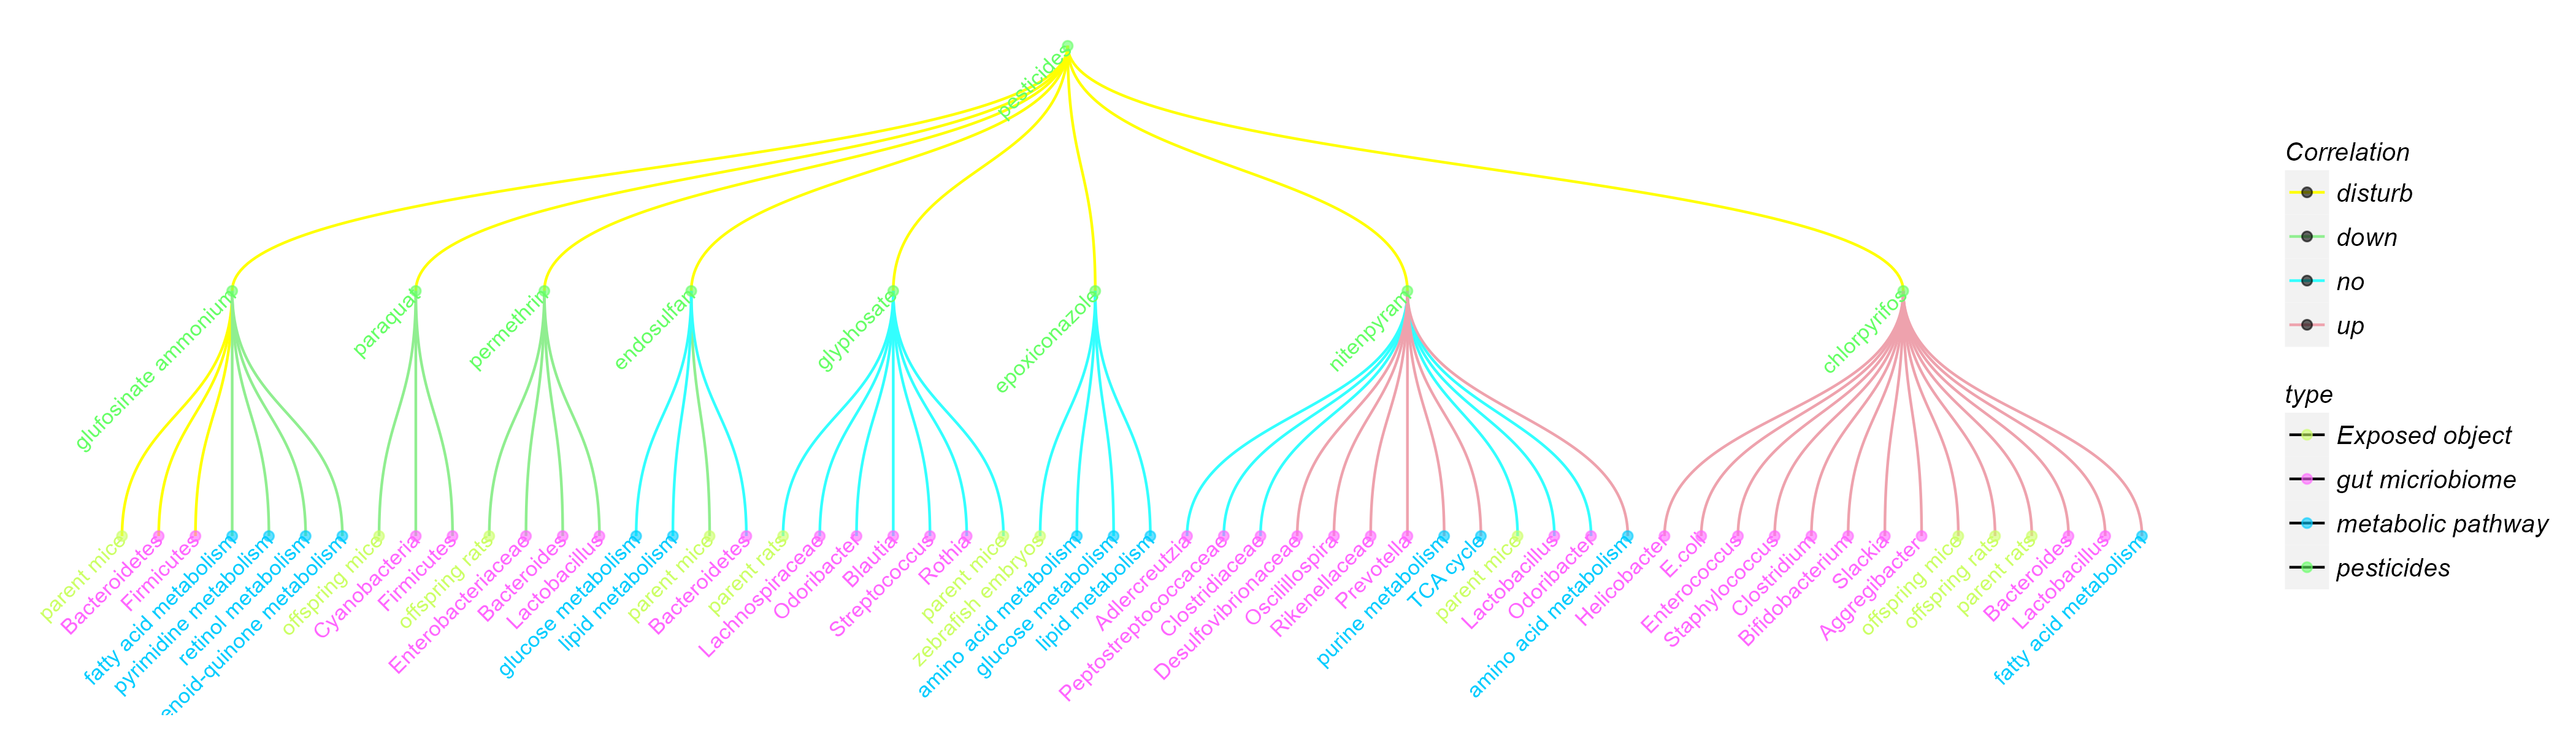 pesticides
glufosinate ammonium
paraquat
permethrin
endosulfan
glyphosate
epoxiconazole
nitenpyram
chlorpyrifos
parent mice
Bacteroidetes
Firmicutes
fatty acid metabolism
pyrimidine metabolism
retinol metabolism
enoid-quinone metabolism
offspring mice
Cyanobacteria
Firmicutes
offspring rats
Enterobacteriaceae
Bacteroides
Lactobacillus
glucose metabolism
lipid metabolism
parent mice
Bacteroidetes
parent rats
Lachnospiraceae
Odoribacter
Blautia
Streptococcus
Rothia
parent mice
zebrafish embryos
amino acid metabolism
glucose metabolism
lipid metabolism
Adlercreutzia
Peptostreptococcaceae
Clostridiaceae
Desulfovibrionaceae
Oscillospira
Rikenellaceae
Prevotella
purine metabolism
TCA cycle
parent mice
Lactobacillus
Odoribacter
amino acid metabolism
Helicobacter
E.coli
Enterococcus
Staphylococcus
Clostridium
Bifidobacterium
Slackia
Aggregibacter
offspring mice
offspring rats
parent rats
Bacteroides
Lactobacillus
fatty acid metabolism
Correlation
disturb
down
no
up
type
Exposed object
gut micriobiome
metabolic pathway
pesticides